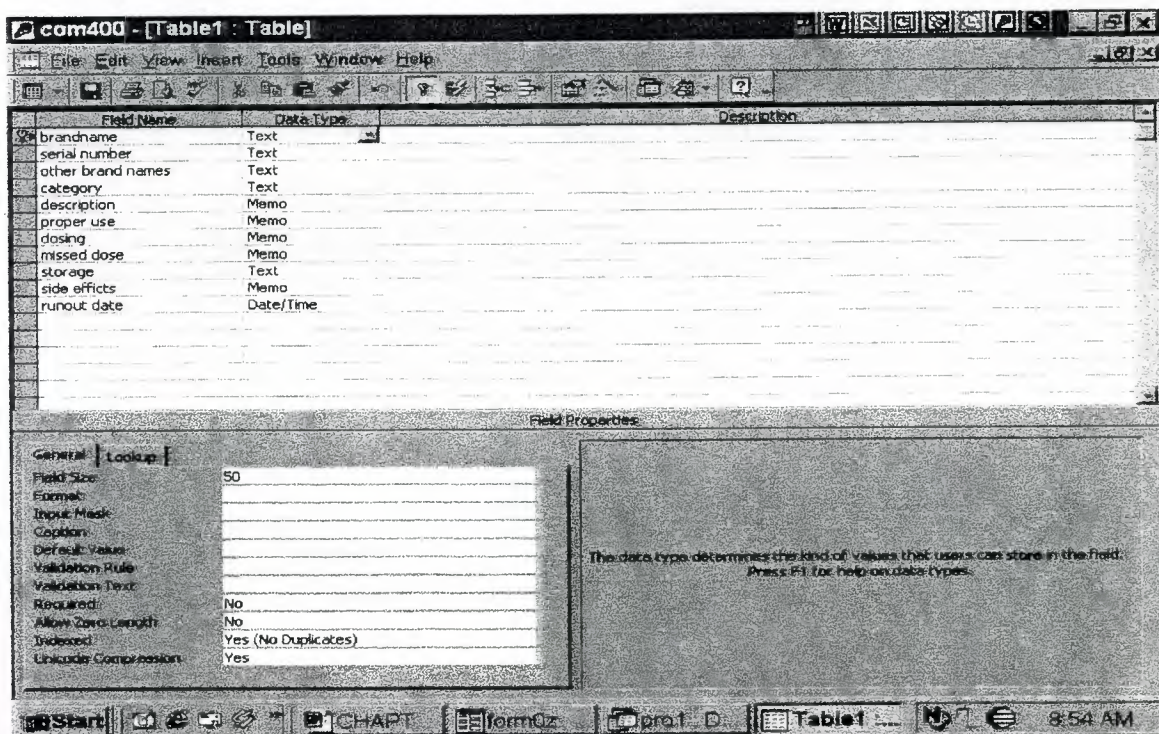 com400 - [Table1 : Table]
File Edit View Insert Tools Window Help
Field Name Data Type Description
brandname Text
serial number Text
other brand names Text
category Text
description Memo
proper use Memo
dosing Memo
missed dose Memo
storage Text
side efficts Memo
runout date Date/Time
Field Properties
General Lookup
Field Size 50
Format
Input Mask
Caption
Default Value
Validation Rule
Validation Text
Required No
Allow Zero Length No
Indexed Yes (No Duplicates)
Unicode Compression Yes
The data type determines the kind of values that users can store in the field.
Press F1 for help on data types.
Start CHAPT form0z pro1_D Table1 ... 8:54 AM